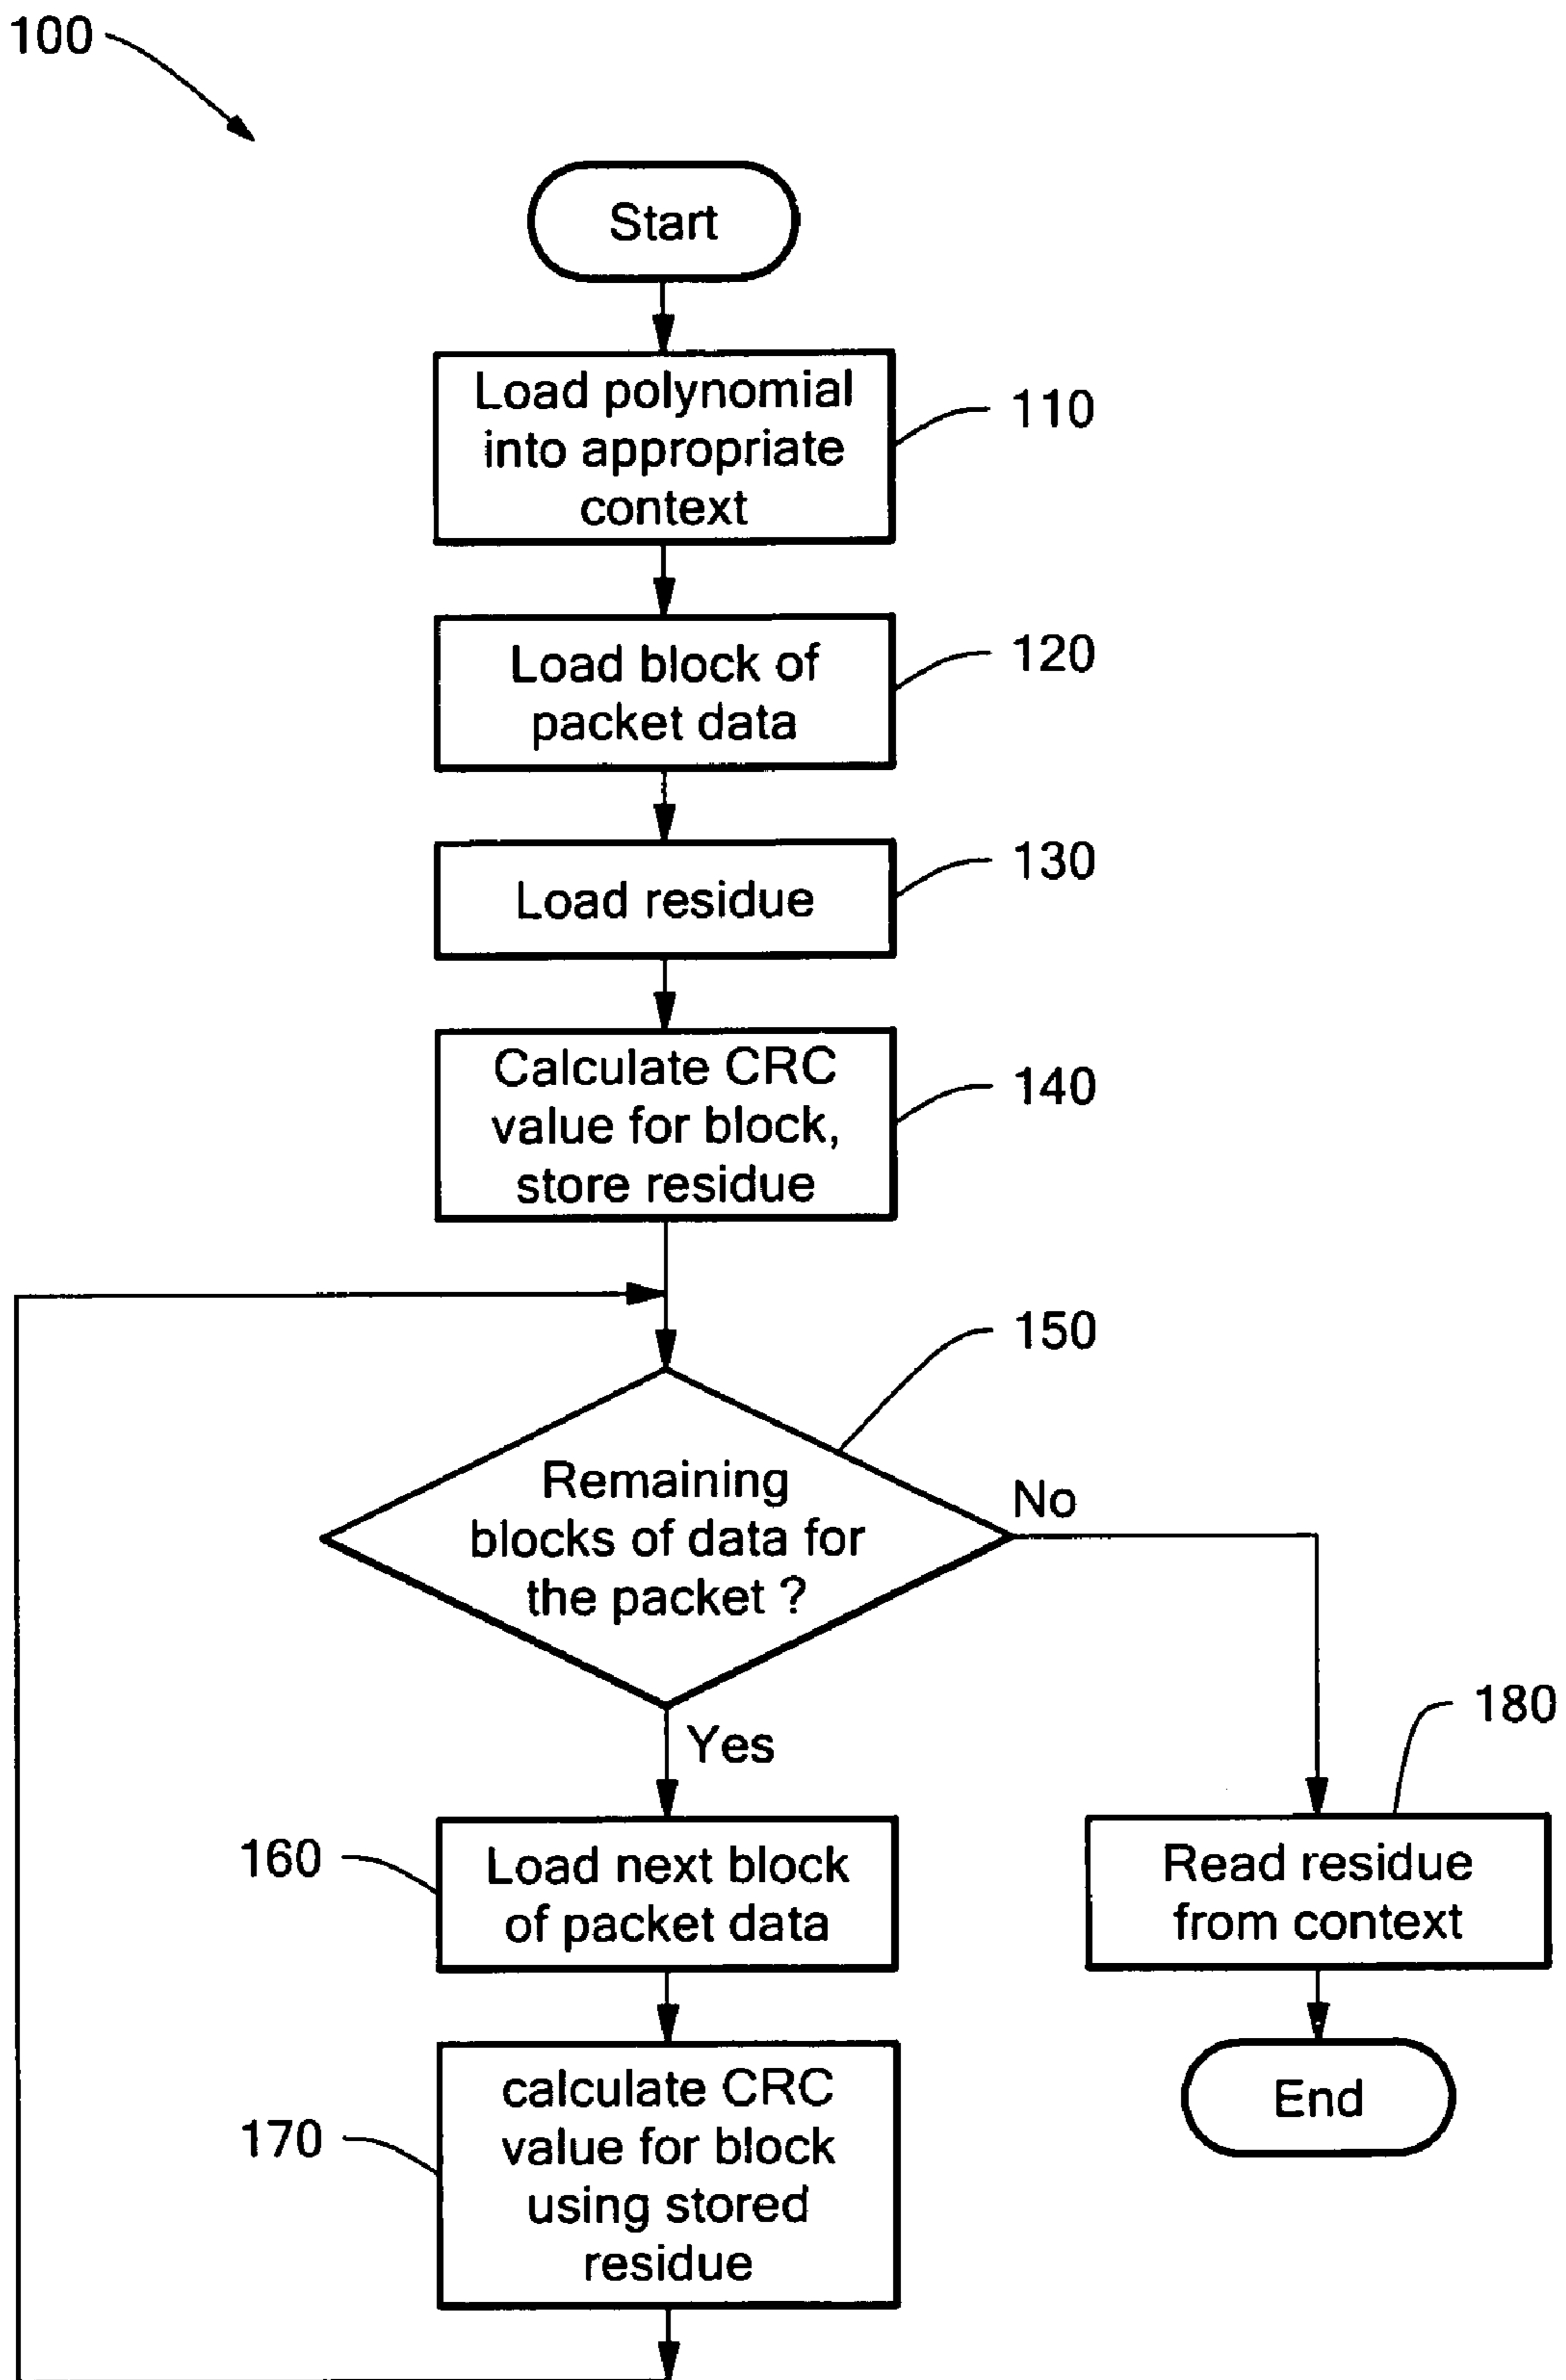 100
Start
Load polynomial
into appropriate
context
110
Load block of
packet data
120
Load residue
130
Calculate CRC
value for block,
store residue
140
150
Remaining
blocks of data for
the packet ?
No
Yes
180
160
Load next block
of packet data
Read residue
from context
170
calculate CRC
value for block
using stored
residue
End